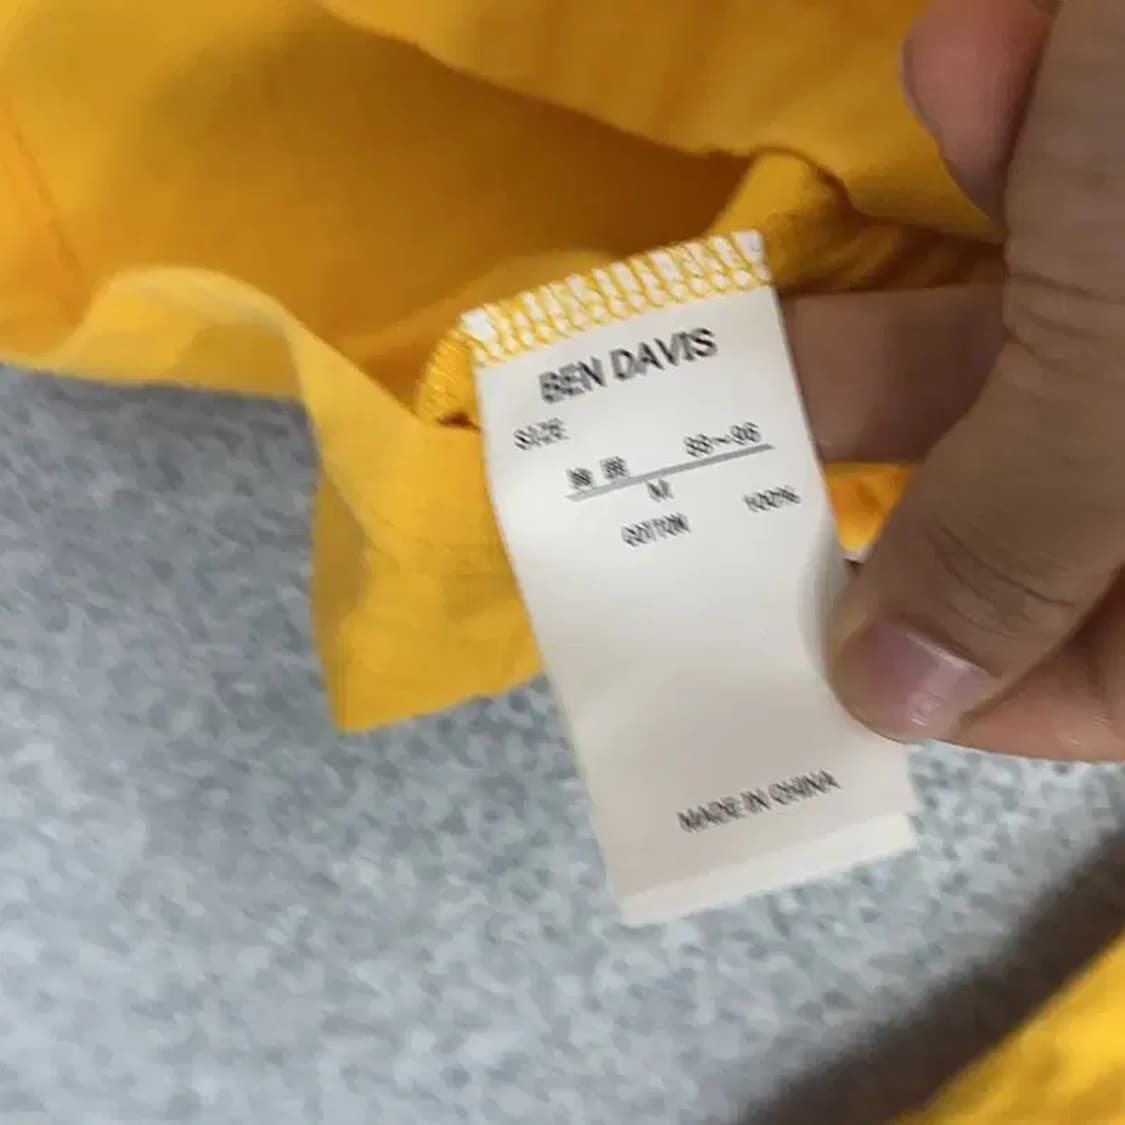 BEN DAVIS
SIZE
88~96
M
COTTON 100%
MADE IN CHINA